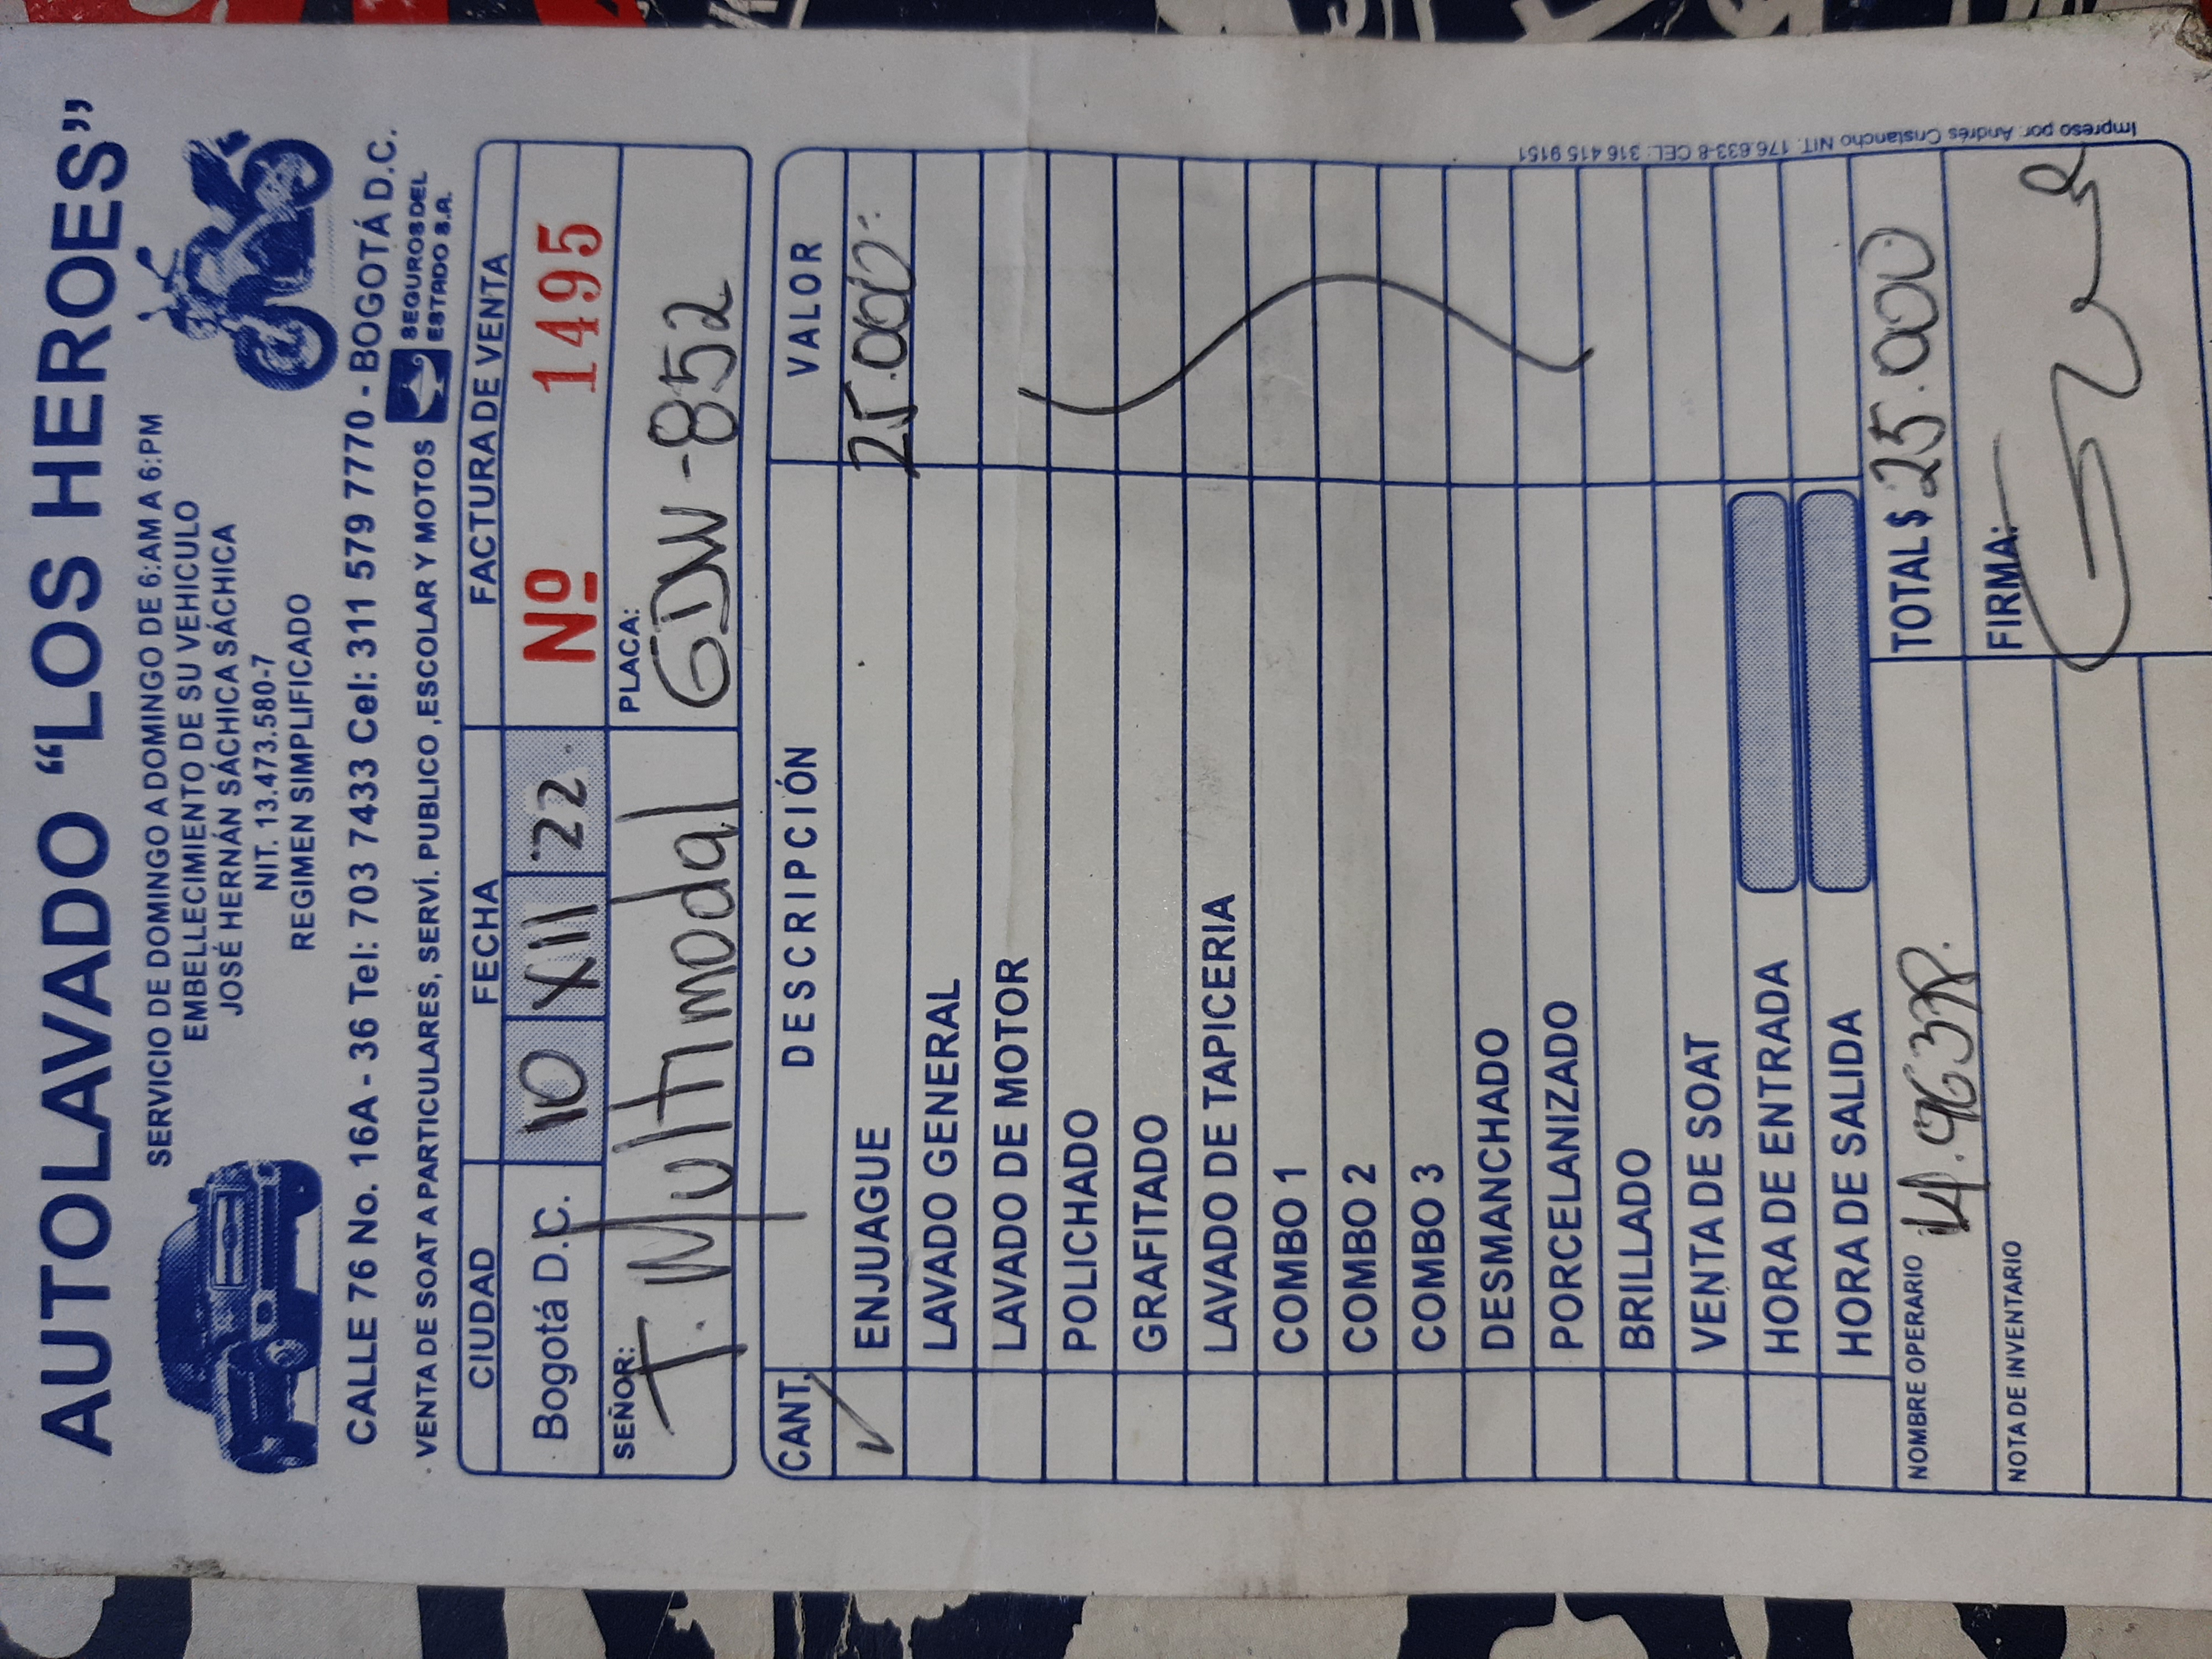 AUTOLAVADO "LOS HEROES"
SERVICIO DE DOMINGO A DOMINGO DE 6:AM A 6:PM
EMBELLECIMIENTO DE SU VEHICULO
JOSÉ HERNÁN SÁCHICA SÁCHICA
NIT. 13.473.580-7
REGIMEN SIMPLIFICADO
CALLE 76 No. 16A - 36 Tel: 703 7433 Cel: 311 579 7770 - BOGOTÁ D.C.
VENTA DE SOAT A PARTICULARES, SERVÍ. PUBLICO ,ESCOLAR Y MOTOS
SEGUROS DEL
ESTADO S.A.
CIUDAD FECHA FACTURA DE VENTA
Bogotá D.C. 10 XII 22 Nº 1495
SEÑOR: T. Multimodal PLACA: GDW-852
CANT. DESCRIPCIÓN VALOR
✓ ENJUAGUE 25.000
LAVADO GENERAL
LAVADO DE MOTOR
POLICHADO
GRAFITADO
LAVADO DE TAPICERIA
COMBO 1
COMBO 2
COMBO 3
DESMANCHADO
PORCELANIZADO
BRILLADO
VENTA DE SOAT
HORA DE ENTRADA
HORA DE SALIDA
NOMBRE OPERARIO TOTAL $ 25.000
NOTA DE INVENTARIO FIRMA:
Impreso por: Andrés Cristancho NIT. 176.633-8 CEL: 316 415 9151